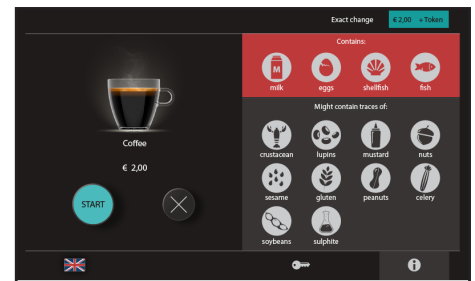 Exact change
€ 2,00 + Token
Contains:
M
milk eggs shellfish fish
Might contain traces of:
Coffee
€ 2,00
START
crustacean lupins mustard nuts
sesame gluten peanuts celery
soybeans sulphite
i